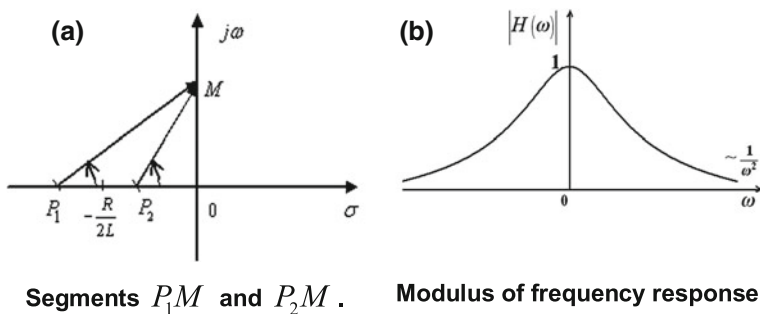 (a)
jω
M
P₁
-R/2L
P₂
0
σ
Segments P₁M and P₂M .
(b)
|H(ω)|
1
~ 1/ω²
0
ω
Modulus of frequency response